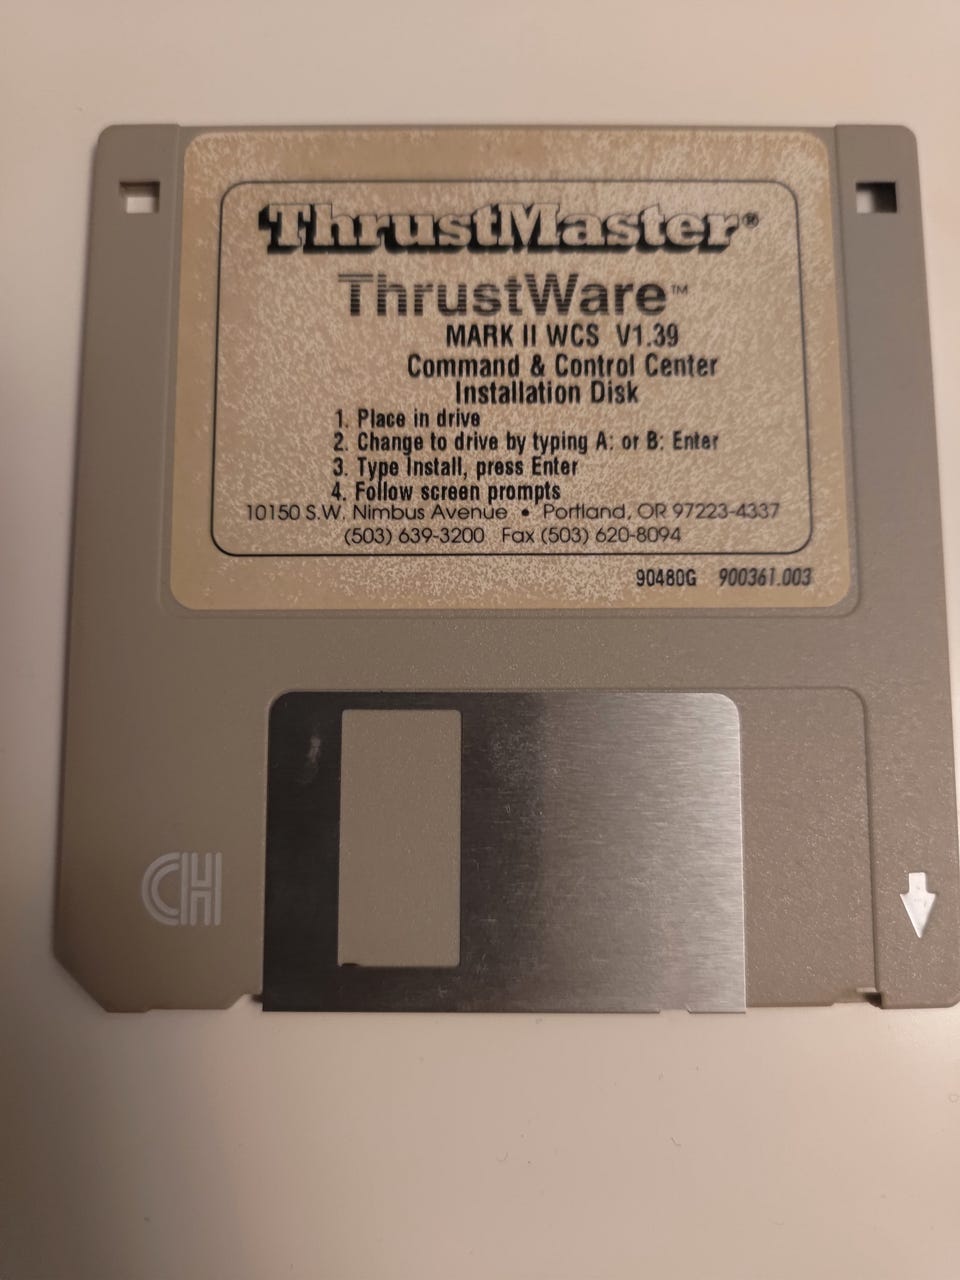 ThrustMaster®
ThrustWare™
MARK II WCS V1.39
Command & Control Center
Installation Disk
1. Place in drive
2. Change to drive by typing A: or B: Enter
3. Type Install, press Enter
4. Follow screen prompts
10150 S.W. Nimbus Avenue • Portland, OR 97223-4337
(503) 639-3200 Fax (503) 620-8094
90480G 900361.003
CH